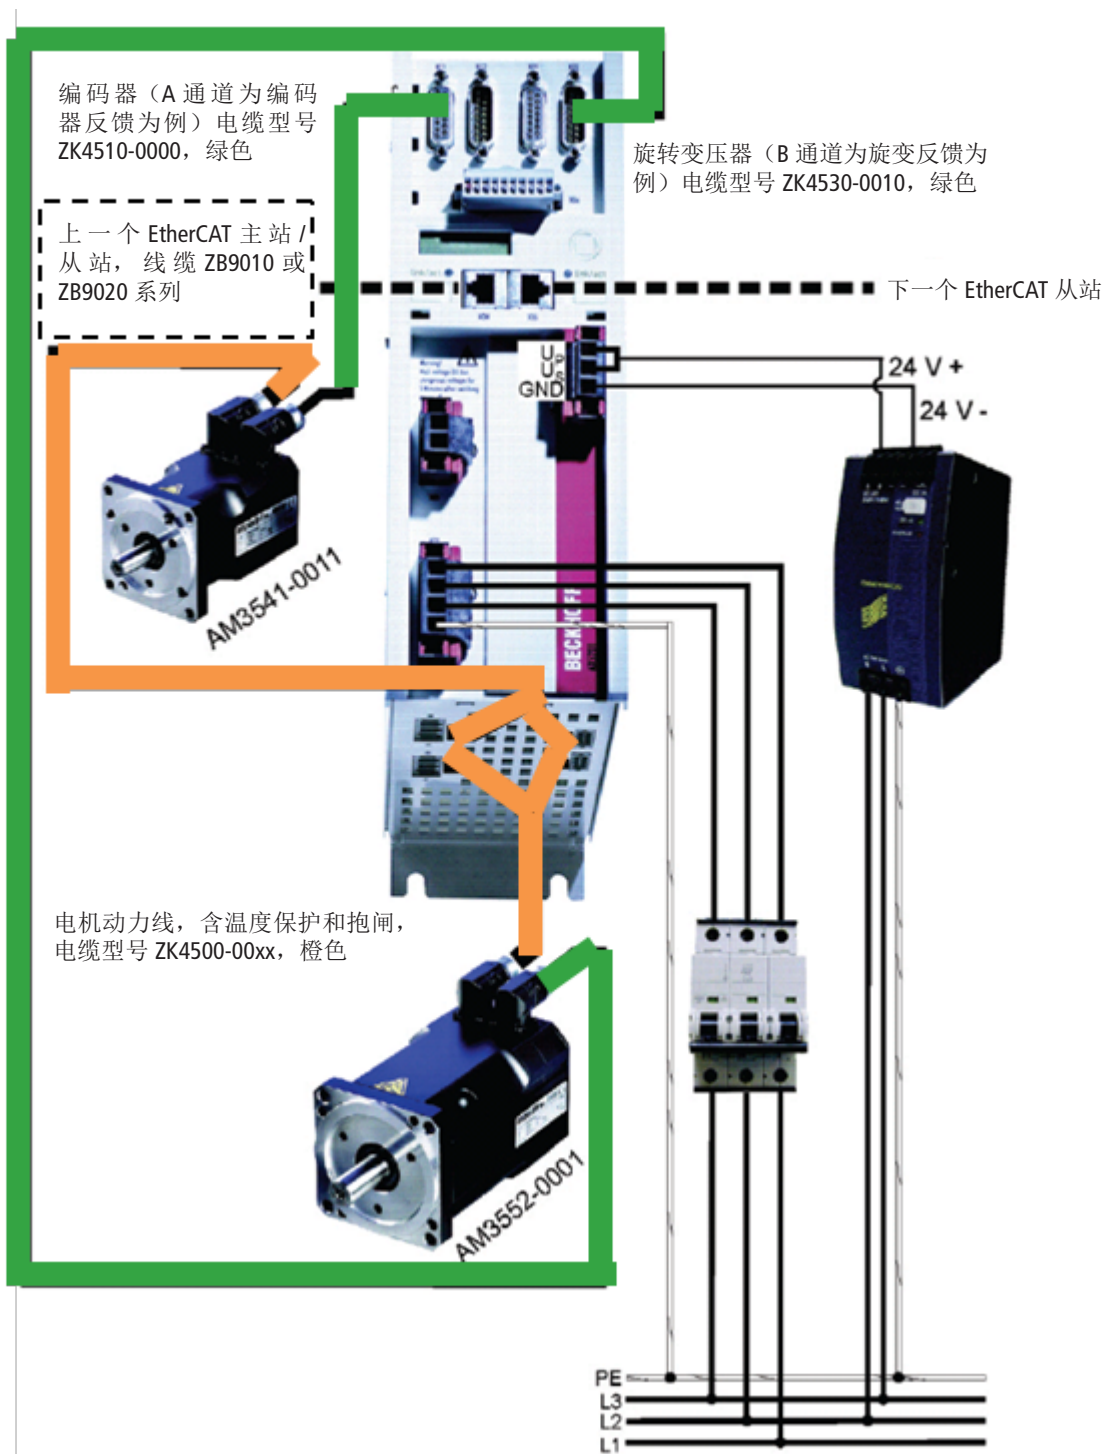 编码器（A 通道为编码
器反馈为例）电缆型号
ZK4510-0000，绿色
旋转变压器（B 通道为旋变反馈为
例）电缆型号 ZK4530-0010，绿色
上一个 EtherCAT 主站 /
从站，线缆 ZB9010 或
ZB9020 系列
下一个 EtherCAT 从站
UP
US
GND
24 V +
24 V -
AM3541-0011
BECKHOFF
电机动力线，含温度保护和抱闸，
电缆型号 ZK4500-00xx，橙色
AM3552-0001
PE
L3
L2
L1